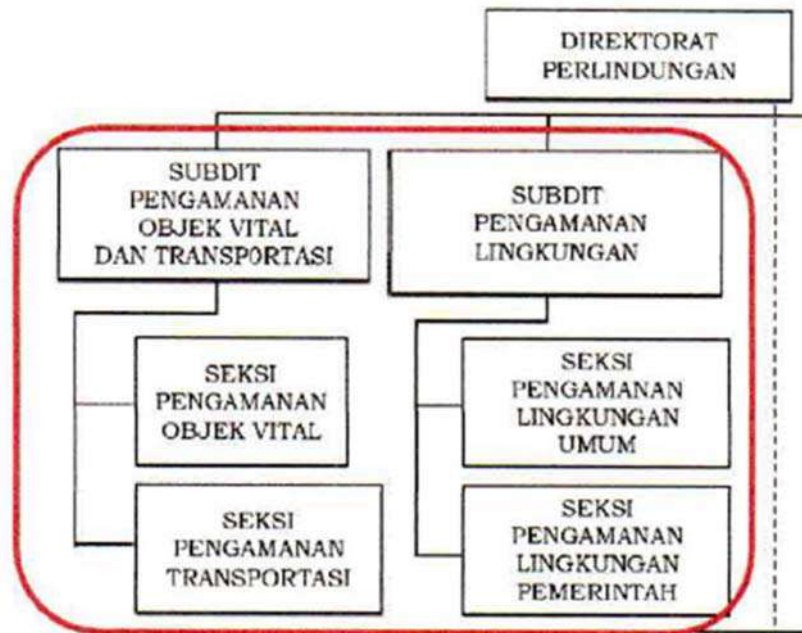 DIREKTORAT
PERLINDUNGAN
SUBDIT
PENGAMANAN
OBJEK VITAL
DAN TRANSPORTASI
SUBDIT
PENGAMANAN
LINGKUNGAN
SEKSI
PENGAMANAN
OBJEK VITAL
SEKSI
PENGAMANAN
TRANSPORTASI
SEKSI
PENGAMANAN
LINGKUNGAN
UMUM
SEKSI
PENGAMANAN
LINGKUNGAN
PEMERINTAH